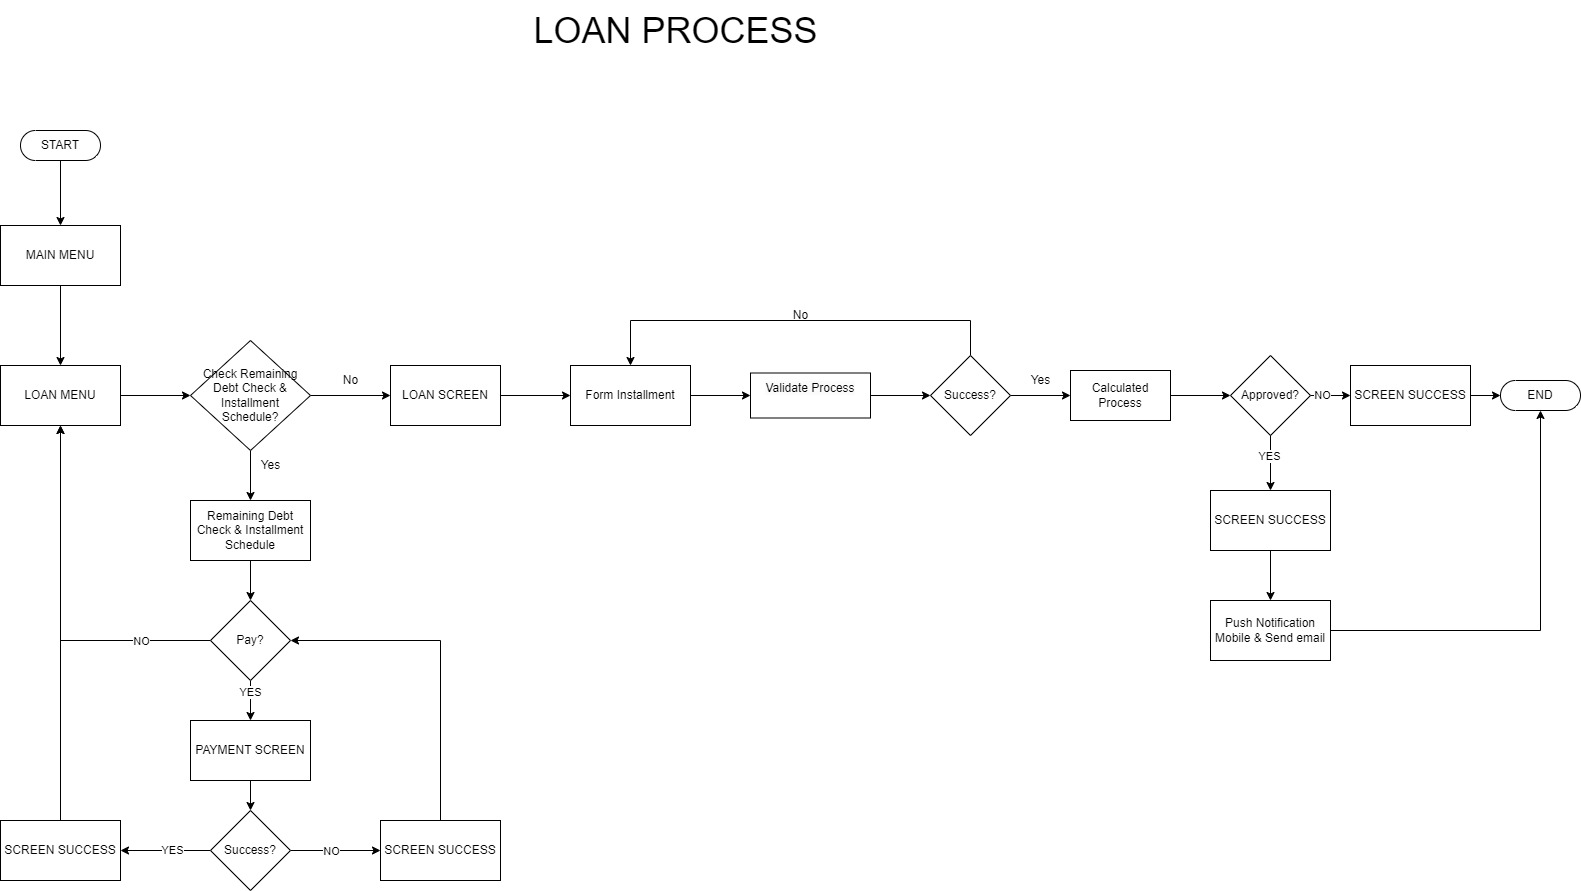 LOAN PROCESS
START
MAIN MENU
No
LOAN MENU
Check Remaining
Debt Check &
Installment
Schedule?
No
LOAN SCREEN
Form Installment
Validate Process
Success?
Yes
Calculated
Process
Approved?
NO
SCREEN SUCCESS
END
Yes
YES
Remaining Debt
Check & Installment
Schedule
SCREEN SUCCESS
NO
Pay?
Push Notification
Mobile & Send email
YES
PAYMENT SCREEN
SCREEN SUCCESS
YES
Success?
NO
SCREEN SUCCESS